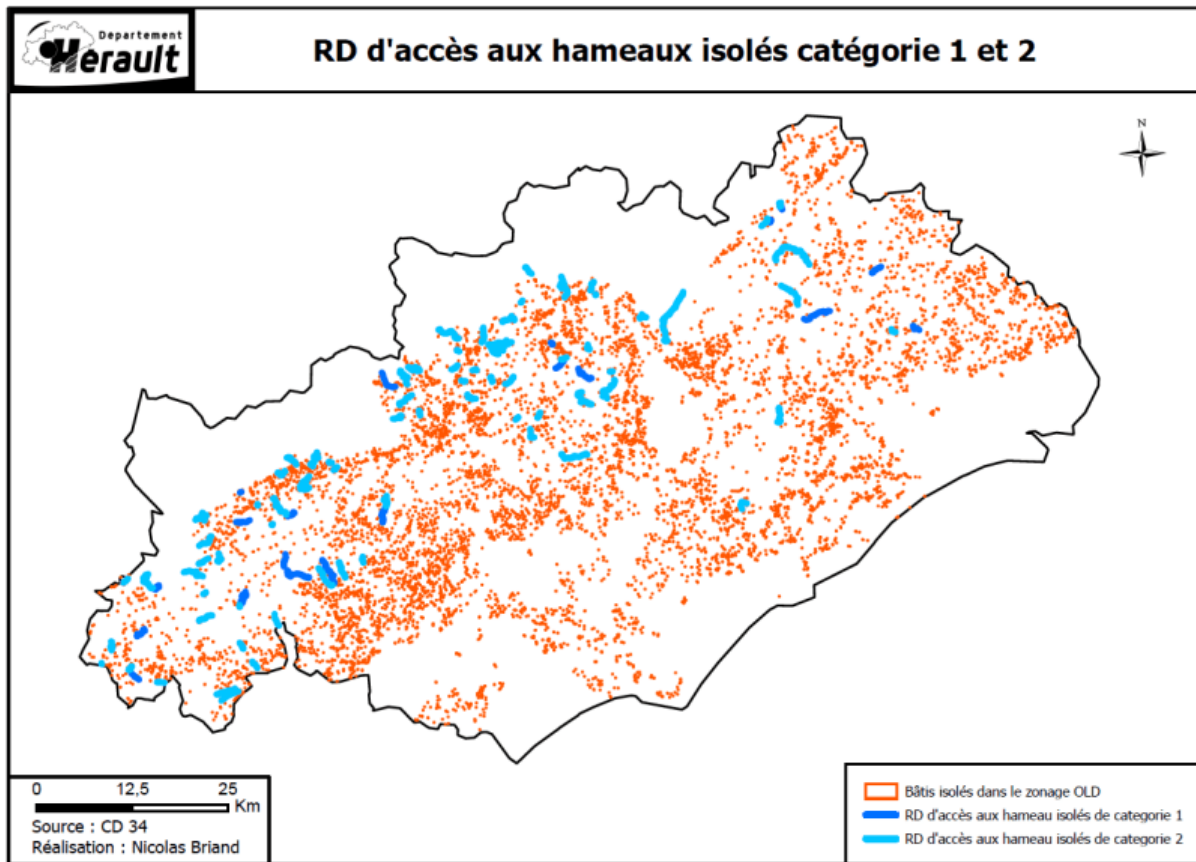 Departement
Hérault
RD d'accès aux hameaux isolés catégorie 1 et 2
N
0 12,5 25
Km
Source : CD 34
Réalisation : Nicolas Briand
Bâtis isolés dans le zonage OLD
RD d'accès aux hameau isolés de categorie 1
RD d'accès aux hameau isolés de categorie 2